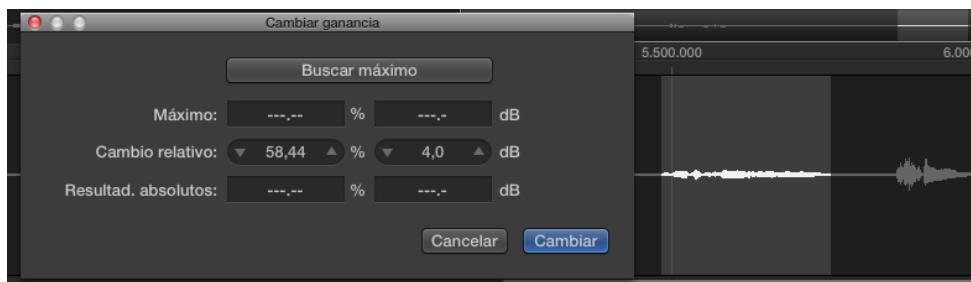 Cambiar ganancia
5.500.000
6.00
Buscar máximo
Máximo: ---,-- % ---,- dB
Cambio relativo: 58,44 % 4,0 dB
Resultad. absolutos: ---,-- % ---,- dB
Cancelar Cambiar